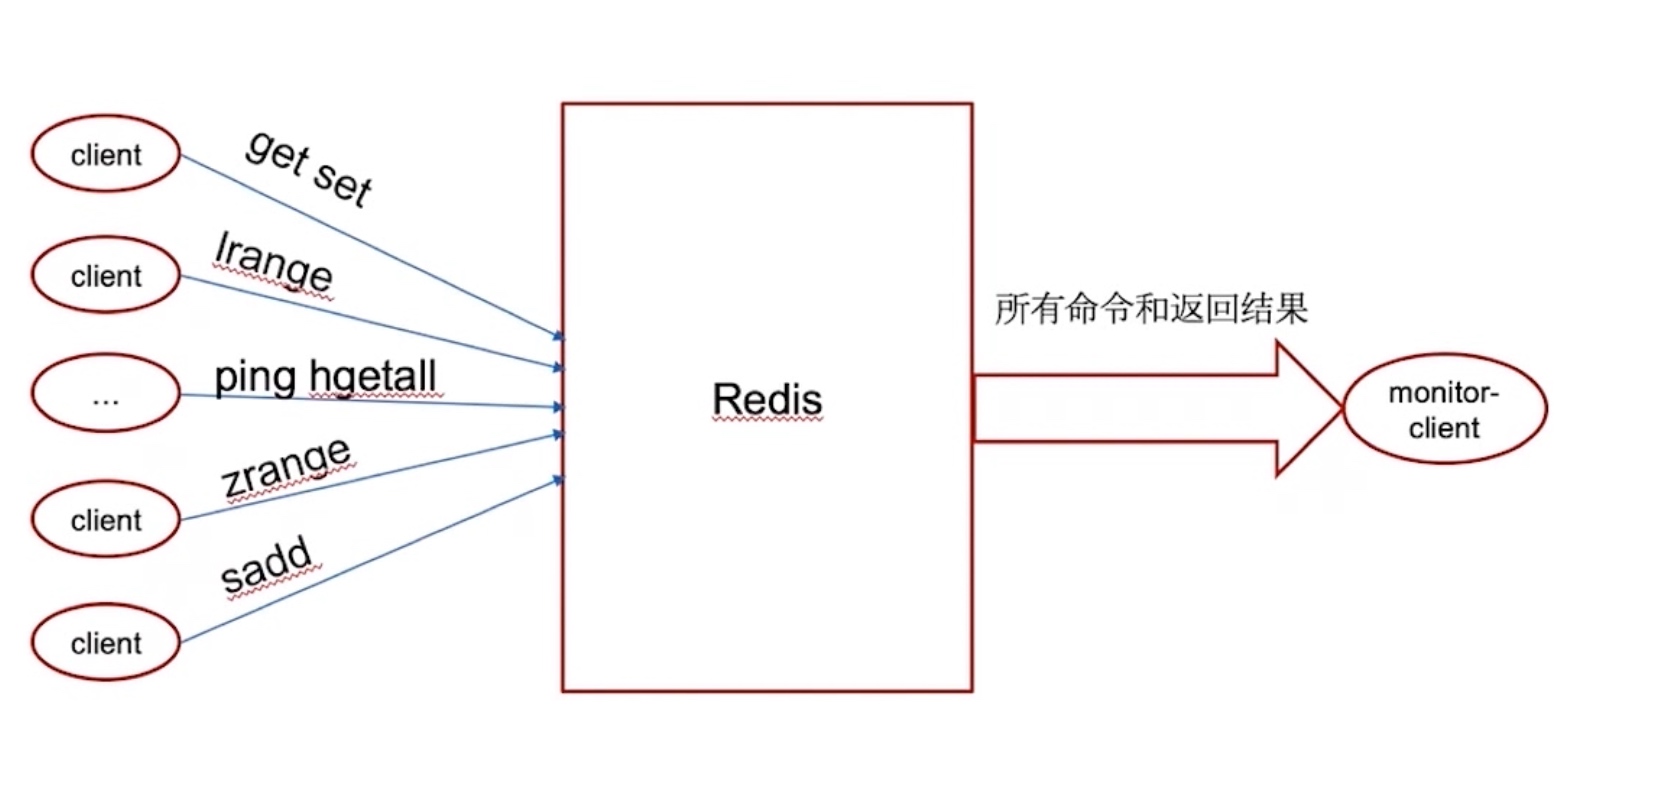 client
get set
client
lrange
...
ping hgetall
client
zrange
client
sadd
Redis
所有命令和返回结果
monitor-
client